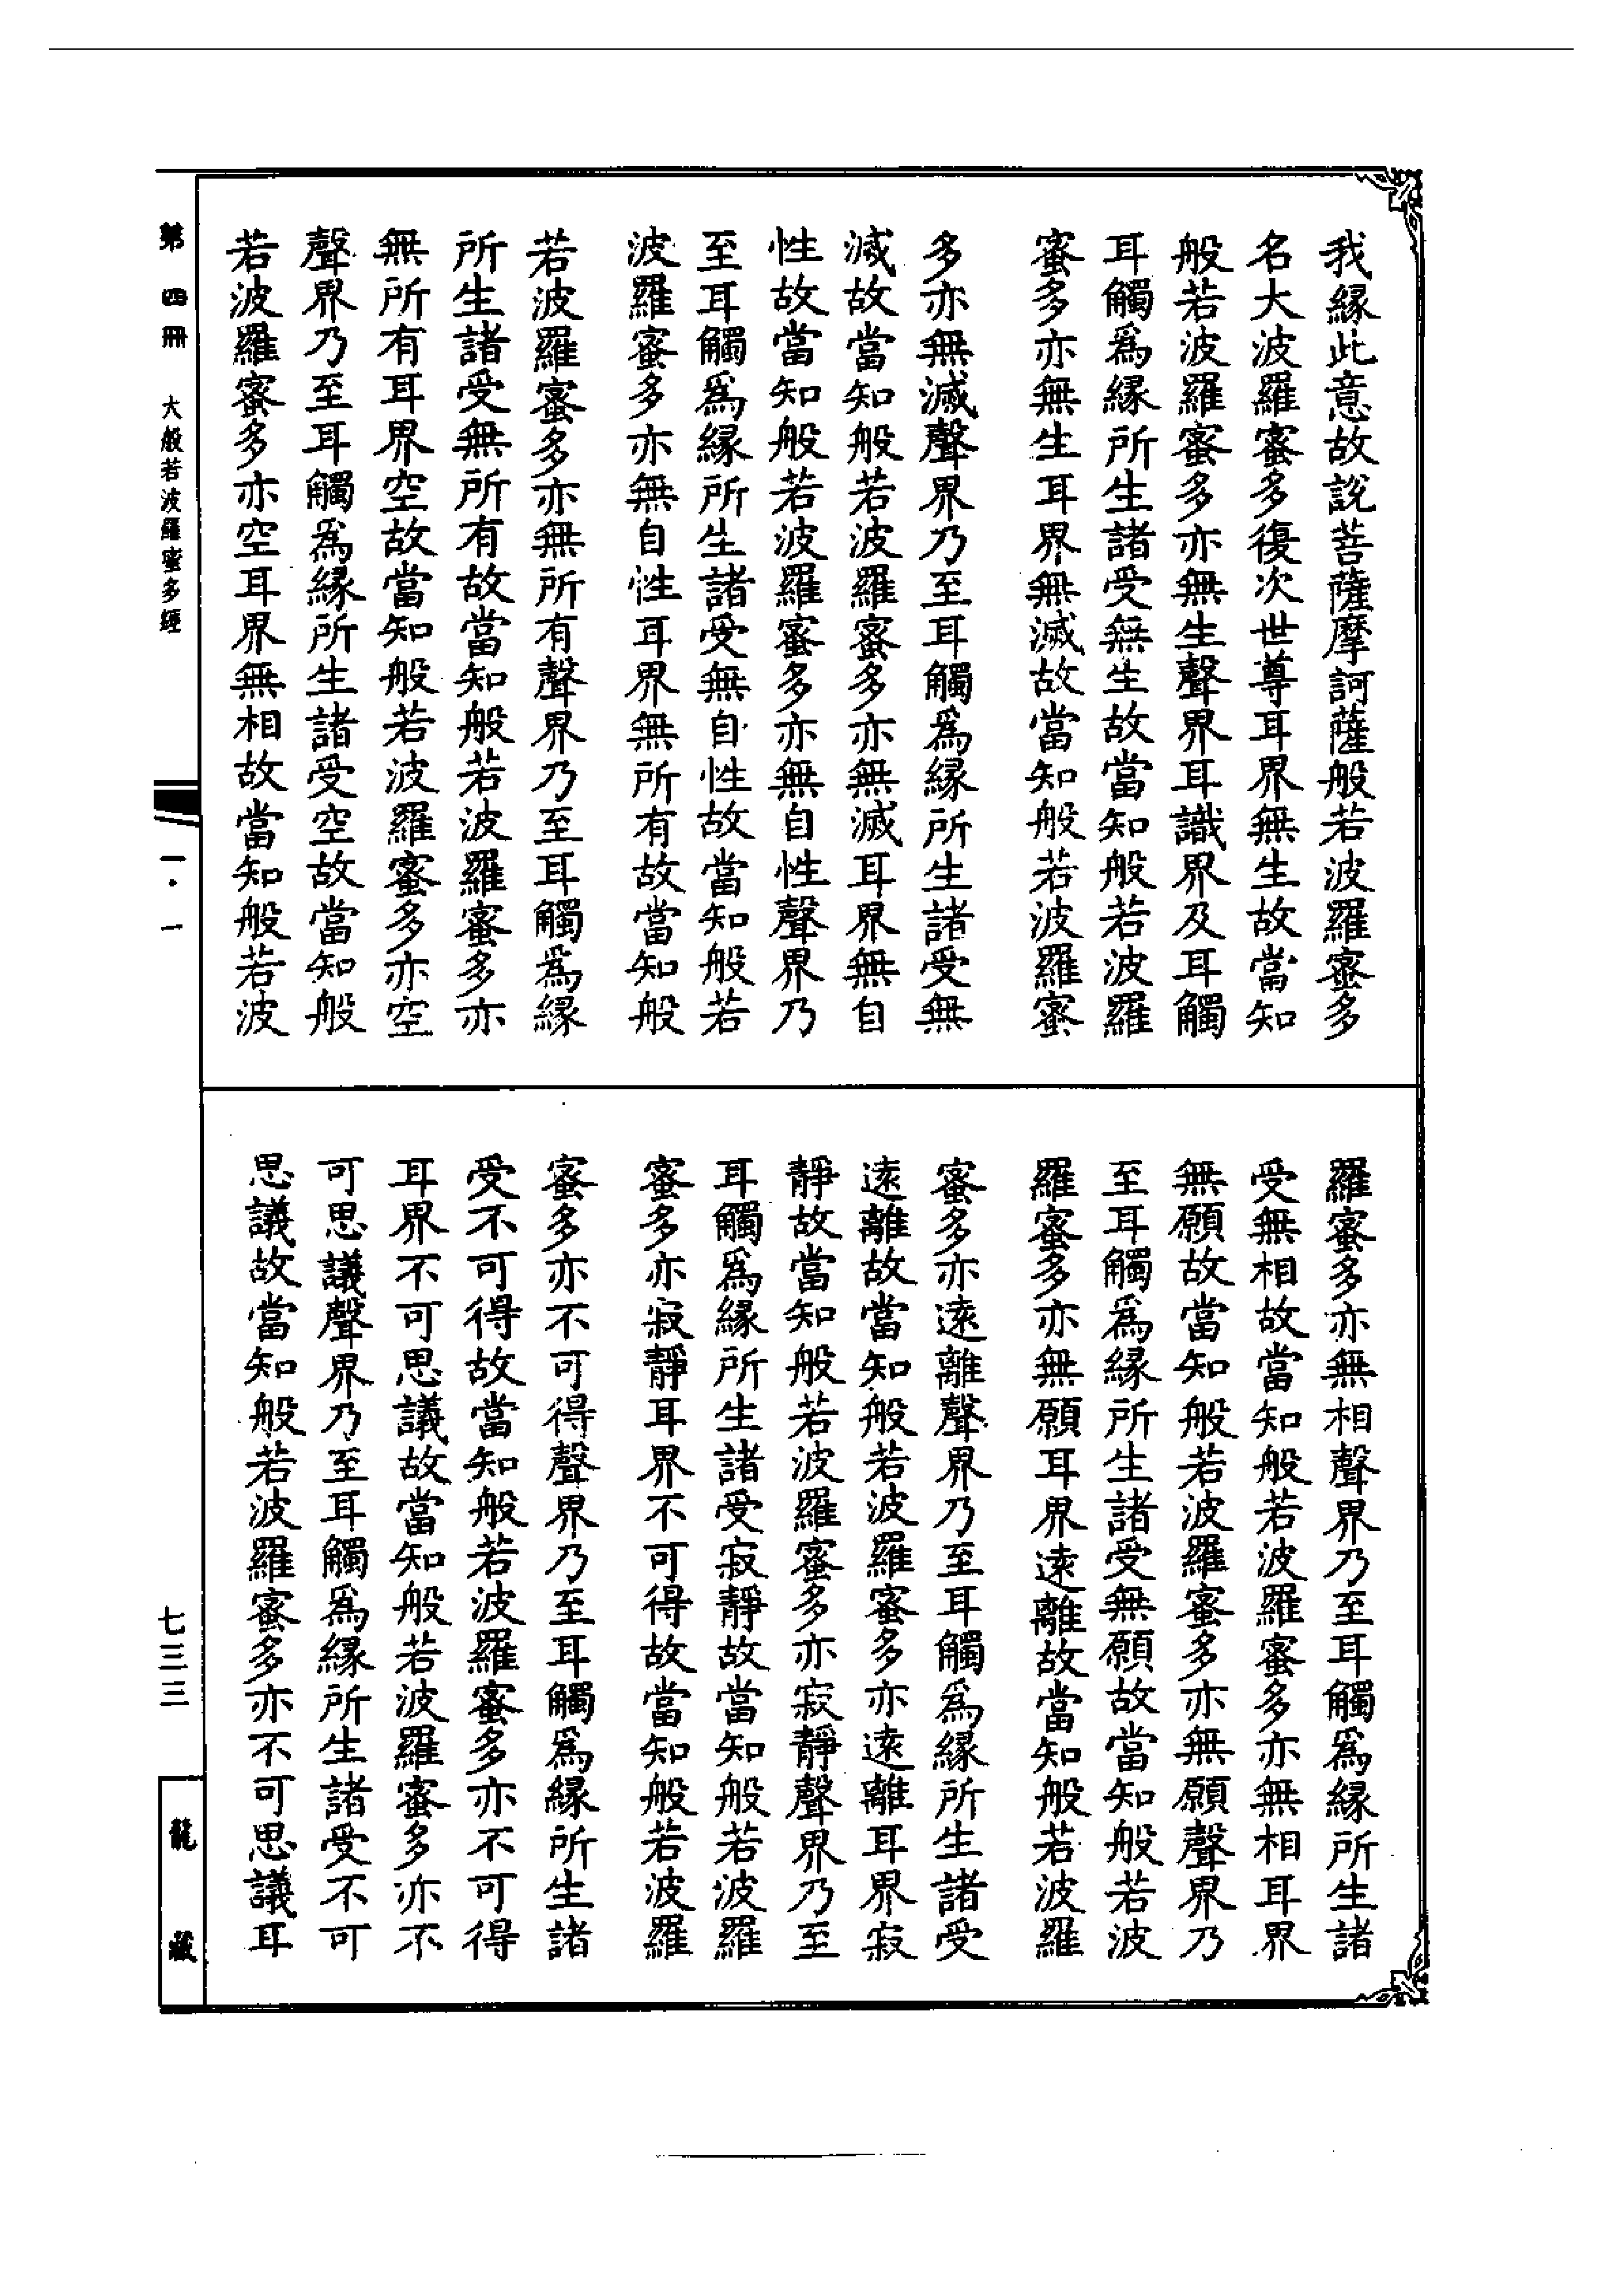 我緣此意故說菩薩摩訶薩般若波羅蜜多
名大波羅蜜多復次世尊耳界無生故當知
般若波羅蜜多亦無生聲界耳識界及耳觸
耳觸爲緣所生諸受無生故當知般若波羅
蜜多亦無生耳界無滅故當知般若波羅蜜
多亦無滅聲界乃至耳觸爲緣所生諸受無
滅故當知般若波羅蜜多亦無滅耳界無自
性故當知般若波羅蜜多亦無自性聲界乃
至耳觸爲緣所生諸受無自性故當知般若
波羅蜜多亦無自性耳界無所有故當知般
若波羅蜜多亦無所有聲界乃至耳觸爲緣
所生諸受無所有故當知般若波羅蜜多亦
無所有耳界空故當知般若波羅蜜多亦空
聲界乃至耳觸爲緣所生諸受空故當知般
若波羅蜜多亦空耳界無相故當知般若波
羅蜜多亦無相聲界乃至耳觸爲緣所生諸
受無相故當知般若波羅蜜多亦無相耳界
無願故當知般若波羅蜜多亦無願聲界乃
至耳觸爲緣所生諸受無願故當知般若波
羅蜜多亦無願耳界遠離故當知般若波羅
蜜多亦遠離聲界乃至耳觸爲緣所生諸受
遠離故當知般若波羅蜜多亦遠離耳界寂
靜故當知般若波羅蜜多亦寂靜聲界乃至
耳觸爲緣所生諸受寂靜故當知般若波羅
蜜多亦寂靜耳界不可得故當知般若波羅
蜜多亦不可得聲界乃至耳觸爲緣所生諸
受不可得故當知般若波羅蜜多亦不可得
耳界不可思議故當知般若波羅蜜多亦不
可思議聲界乃至耳觸爲緣所生諸受不可
思議故當知般若波羅蜜多亦不可思議耳
第四冊 大般若波羅蜜多經 一·一 七三三 龍藏